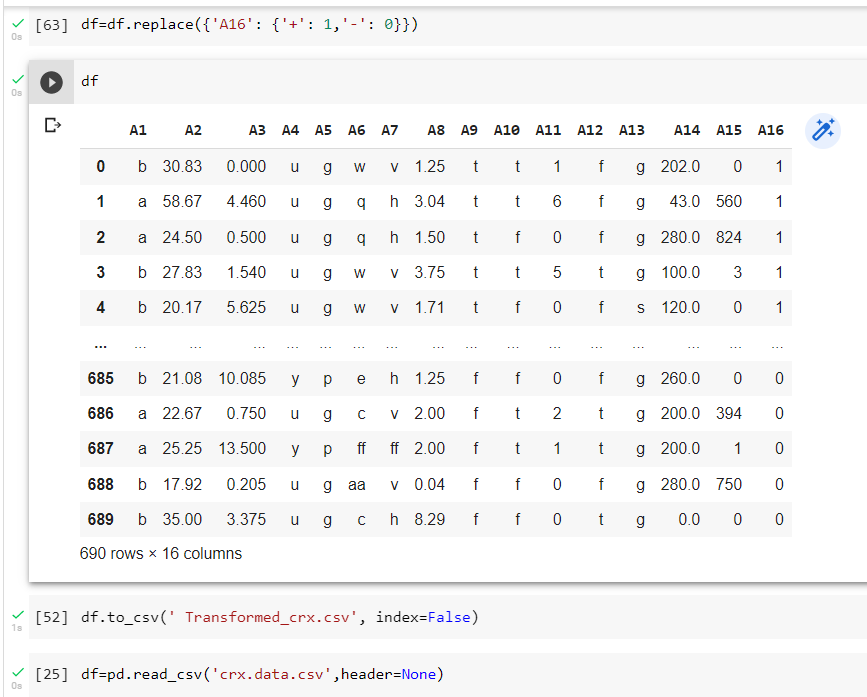 [63] df=df.replace({'A16': {'+': 1,'-': 0}})
0s
df
0s
A1 A2 A3 A4 A5 A6 A7 A8 A9 A10 A11 A12 A13 A14 A15 A16
0 b 30.83 0.000 u g w v 1.25 t t 1 f g 202.0 0 1
1 a 58.67 4.460 u g q h 3.04 t t 6 f g 43.0 560 1
2 a 24.50 0.500 u g q h 1.50 t f 0 f g 280.0 824 1
3 b 27.83 1.540 u g w v 3.75 t t 5 t g 100.0 3 1
4 b 20.17 5.625 u g w v 1.71 t f 0 f s 120.0 0 1
... ... ... ... ... ... ... ... ... ... ... ... ... ... ... ... ...
685 b 21.08 10.085 y p e h 1.25 f f 0 f g 260.0 0 0
686 a 22.67 0.750 u g c v 2.00 f t 2 t g 200.0 394 0
687 a 25.25 13.500 y p ff ff 2.00 f t 1 t g 200.0 1 0
688 b 17.92 0.205 u g aa v 0.04 f f 0 f g 280.0 750 0
689 b 35.00 3.375 u g c h 8.29 f f 0 t g 0.0 0 0
690 rows × 16 columns
[52] df.to_csv(' Transformed_crx.csv', index=False)
1s
[25] df=pd.read_csv('crx.data.csv',header=None)
0s